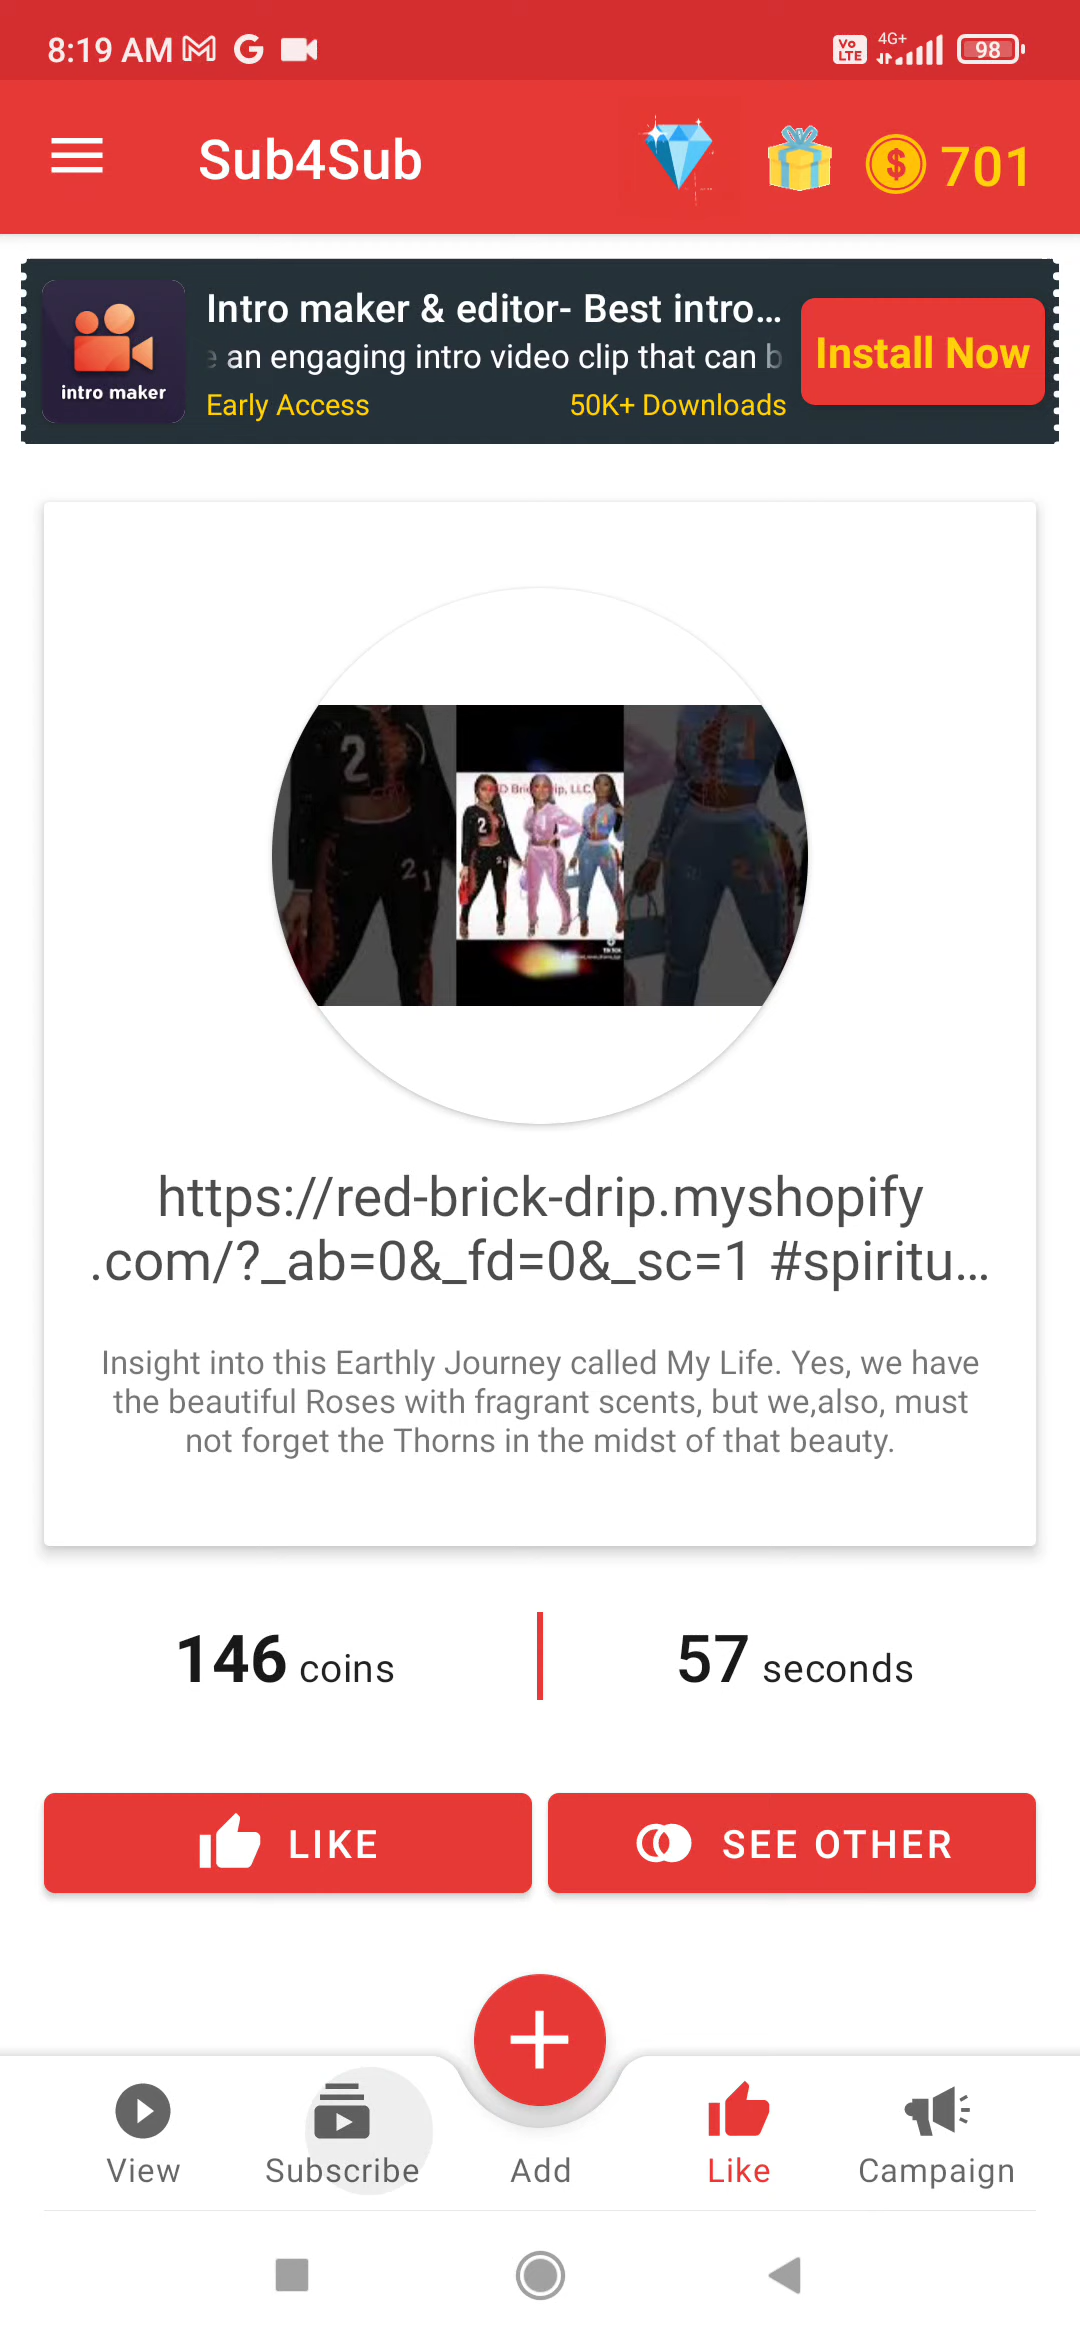 8:19 AM
Vo LTE 4G+ 98
Sub4Sub
701
Intro maker & editor- Best intro...
an engaging intro video clip that can b
Early Access 50K+ Downloads
Install Now
intro maker
https://red-brick-drip.myshopify
.com/?_ab=0&_fd=0&_sc=1 #spiritu...
Insight into this Earthly Journey called My Life. Yes, we have
the beautiful Roses with fragrant scents, but we,also, must
not forget the Thorns in the midst of that beauty.
146 coins
57 seconds
LIKE
SEE OTHER
View
Subscribe
Add
Like
Campaign